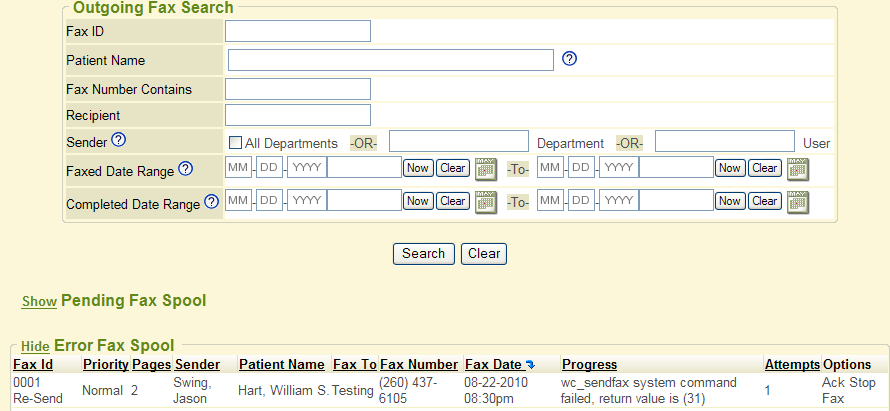 Outgoing Fax Search
Fax ID
Patient Name ?
Fax Number Contains
Recipient
Sender ? All Departments -OR- Department -OR- User
Faxed Date Range ? MM - DD - YYYY Now Clear -To- MM - DD - YYYY Now Clear
Completed Date Range ? MM - DD - YYYY Now Clear -To- MM - DD - YYYY Now Clear
Search Clear
Show Pending Fax Spool
Hide Error Fax Spool
Fax Id Priority Pages Sender Patient Name Fax To Fax Number Fax Date Progress Attempts Options
0001 Swing, (260) 437- 08-22-2010 wc_sendfax system command Ack Stop
Normal 2 Hart, William S. Testing 1
Re-Send Jason 6105 08:30pm failed, return value is (31) Fax